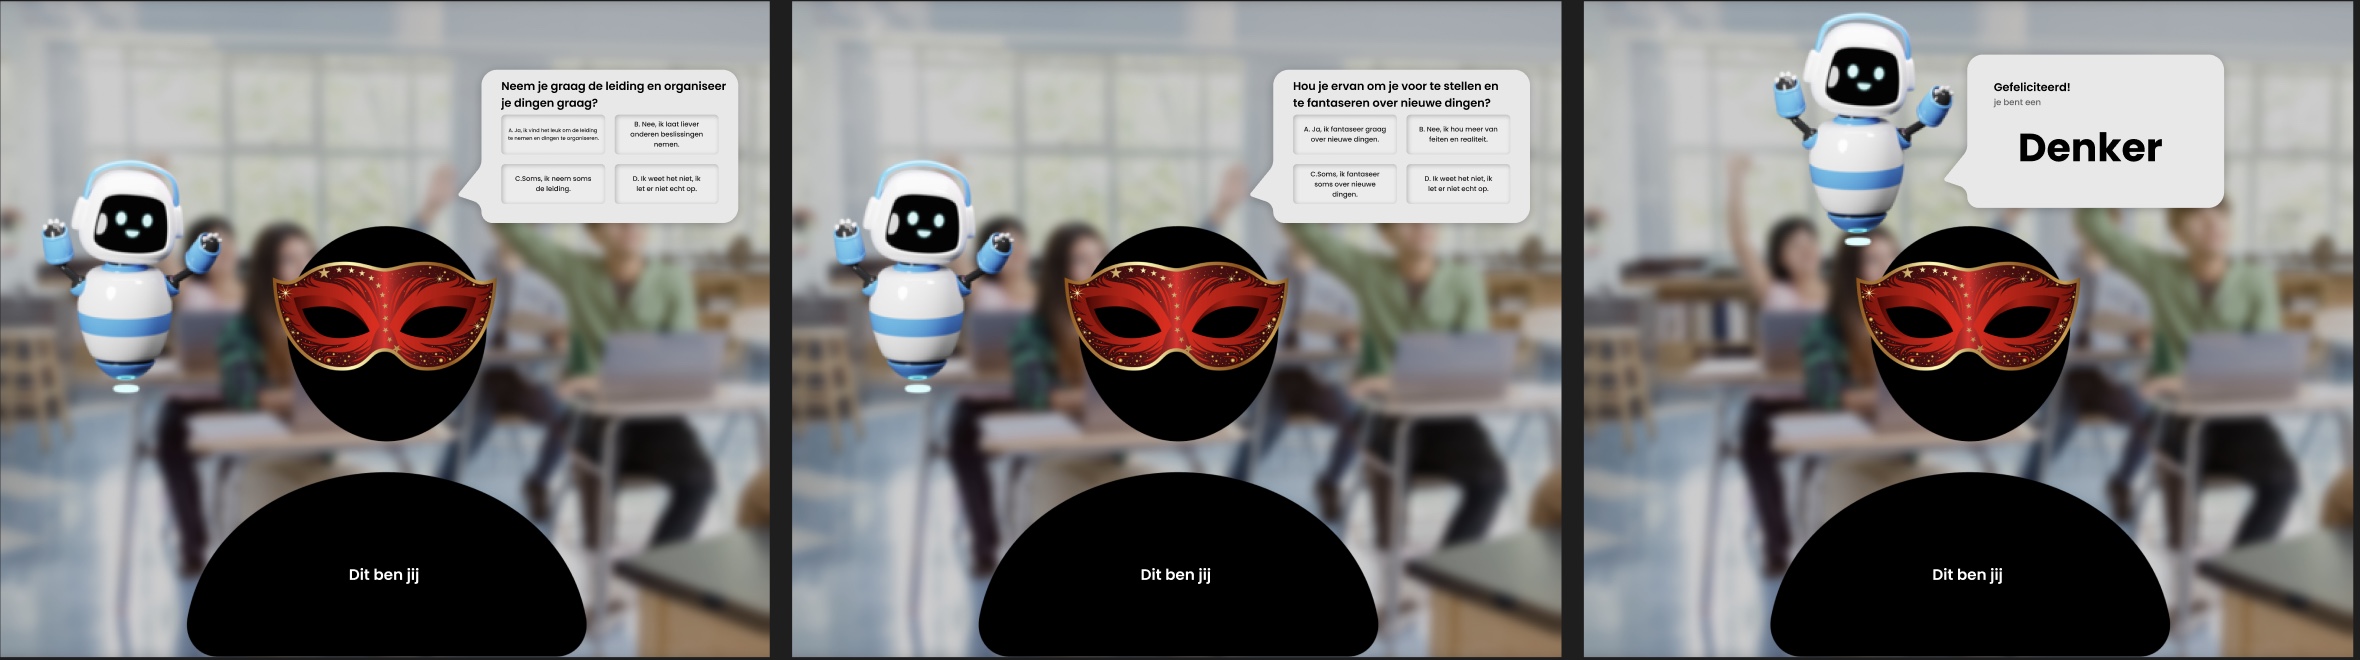 Neem je graag de leiding en organiseer
je dingen graag?
A. Ja, ik vind het leuk om de leiding
te nemen en dingen te organiseren.
B. Nee, ik laat liever
anderen beslissingen
nemen.
C.Soms, ik neem soms
de leiding.
D. Ik weet het niet, ik
let er niet echt op.
Dit ben jij
Hou je ervan om je voor te stellen en
te fantaseren over nieuwe dingen?
A. Ja, ik fantaseer graag
over nieuwe dingen.
B. Nee, ik hou meer van
feiten en realiteit.
C.Soms, ik fantaseer
soms over nieuwe
dingen.
D. Ik weet het niet, ik
let er niet echt op.
Dit ben jij
Gefeliciteerd!
je bent een
Denker
Dit ben jij